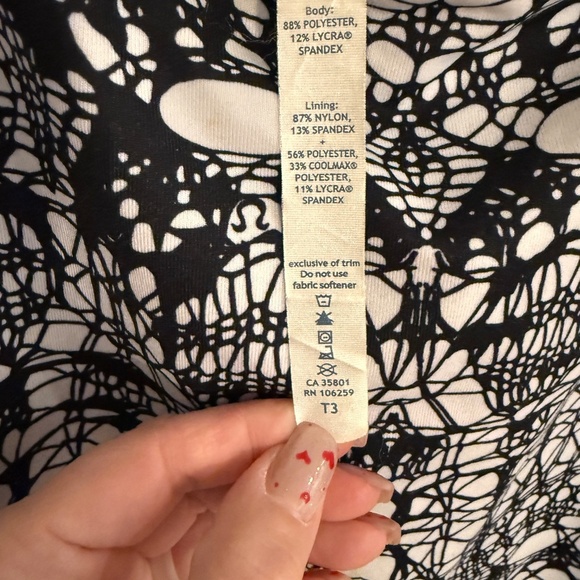 Body:
88% POLYESTER,
12% LYCRA®
SPANDEX
Lining:
87% NYLON,
13% SPANDEX
+
56% POLYESTER,
33% COOLMAX®
POLYESTER,
11% LYCRA®
SPANDEX
exclusive of trim
Do not use
fabric softener
CA 35801
RN 106259
T3